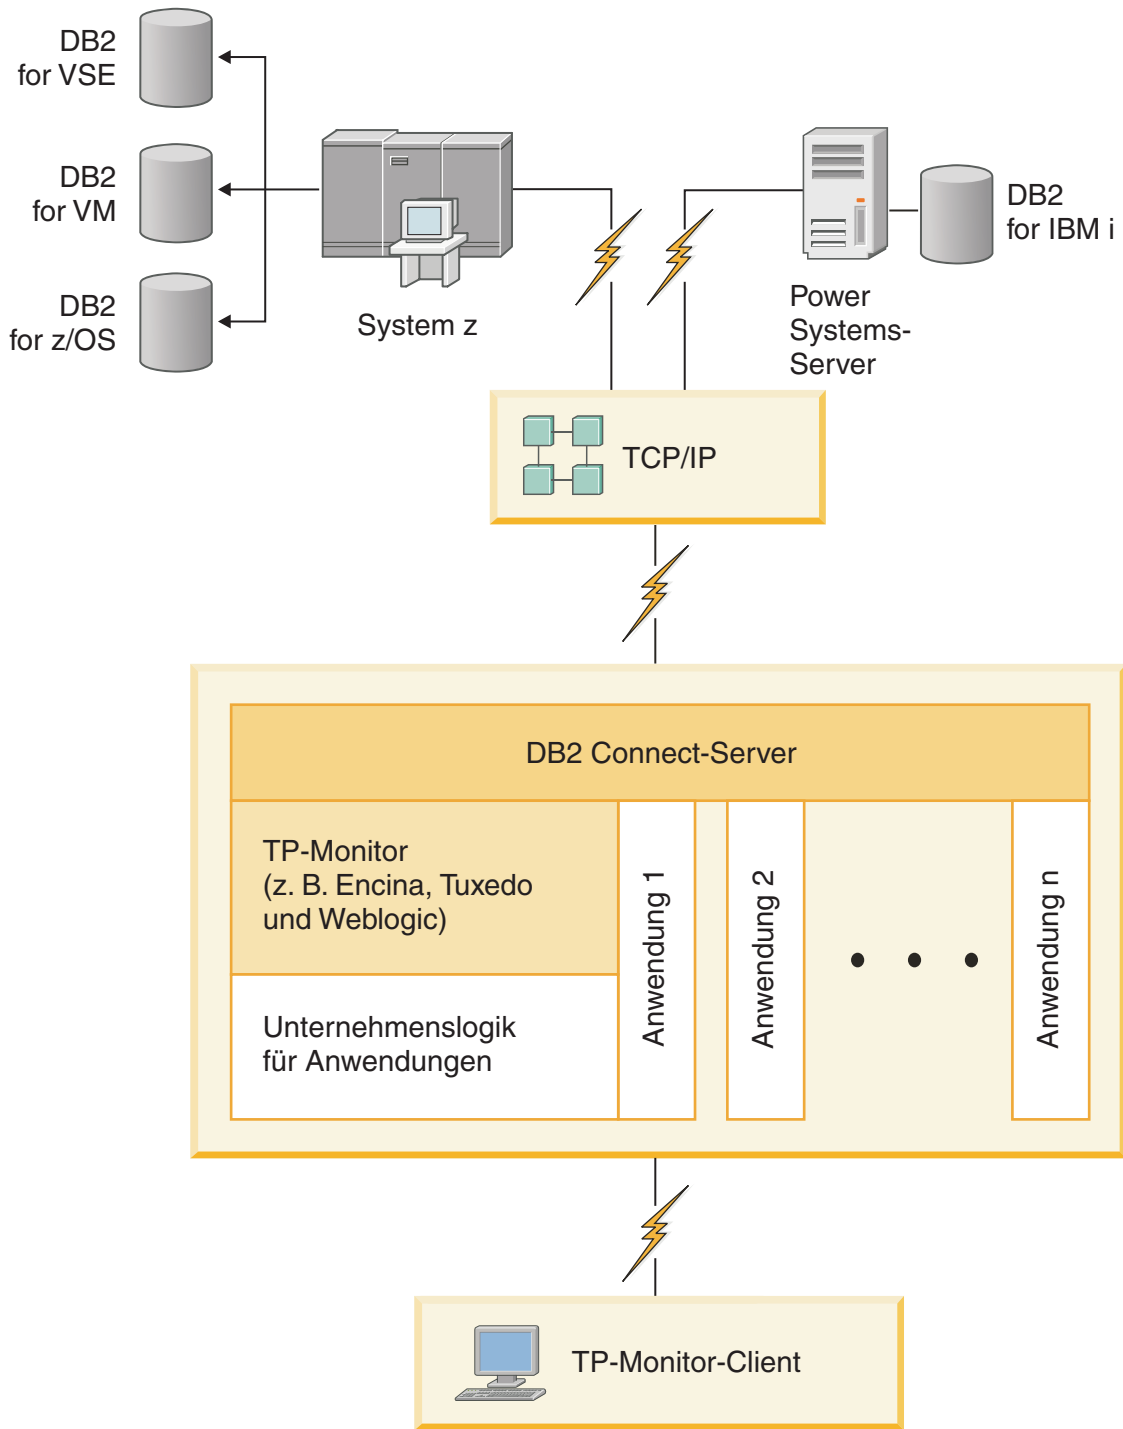 DB2
for VSE
DB2
for VM
DB2
for z/OS
System z
Power
Systems-
Server
DB2
for IBM i
TCP/IP
DB2 Connect-Server
TP-Monitor
(z. B. Encina, Tuxedo
und Weblogic)
Unternehmenslogik
für Anwendungen
Anwendung 1
Anwendung 2
Anwendung n
TP-Monitor-Client